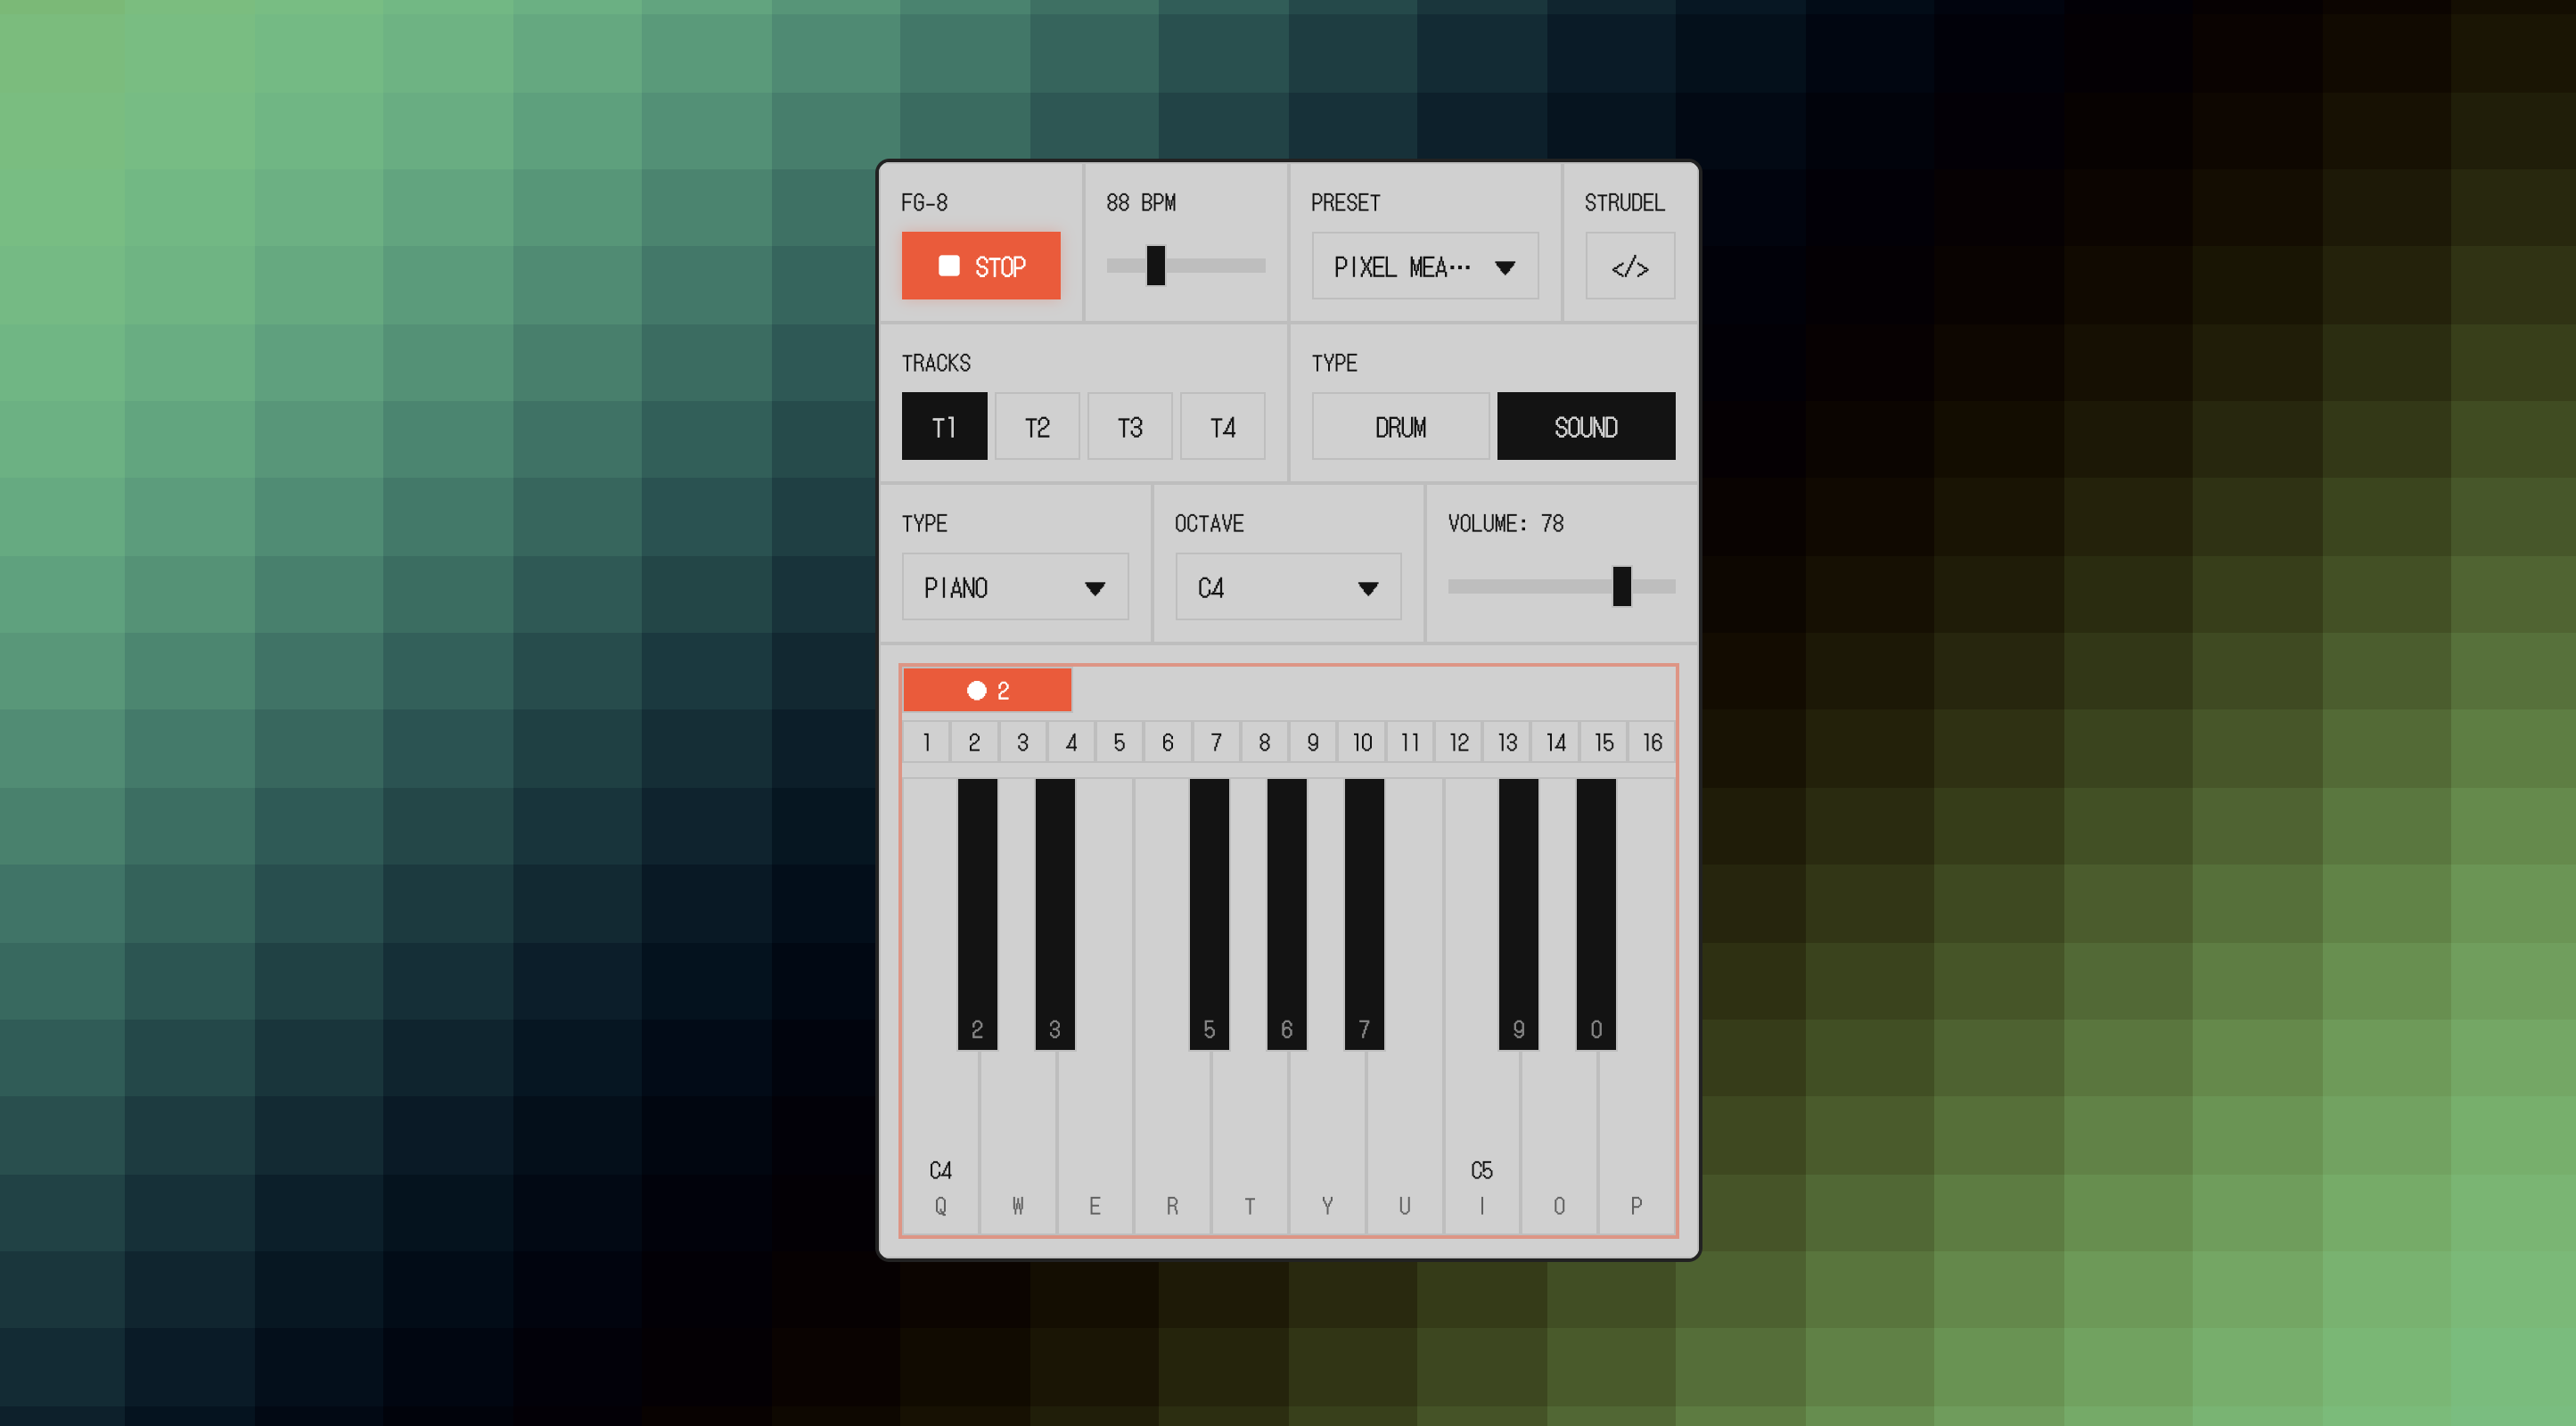 FG-8
88 BPM
PRESET
STRUDEL
STOP
PIXEL MEA···
</>
TRACKS
TYPE
T1 T2 T3 T4
DRUM SOUND
TYPE
OCTAVE
VOLUME: 78
PIANO
C4
2
1 2 3 4 5 6 7 8 9 10 11 12 13 14 15 16
2 3 5 6 7 9 0
C4 C5
Q W E R T Y U I O P